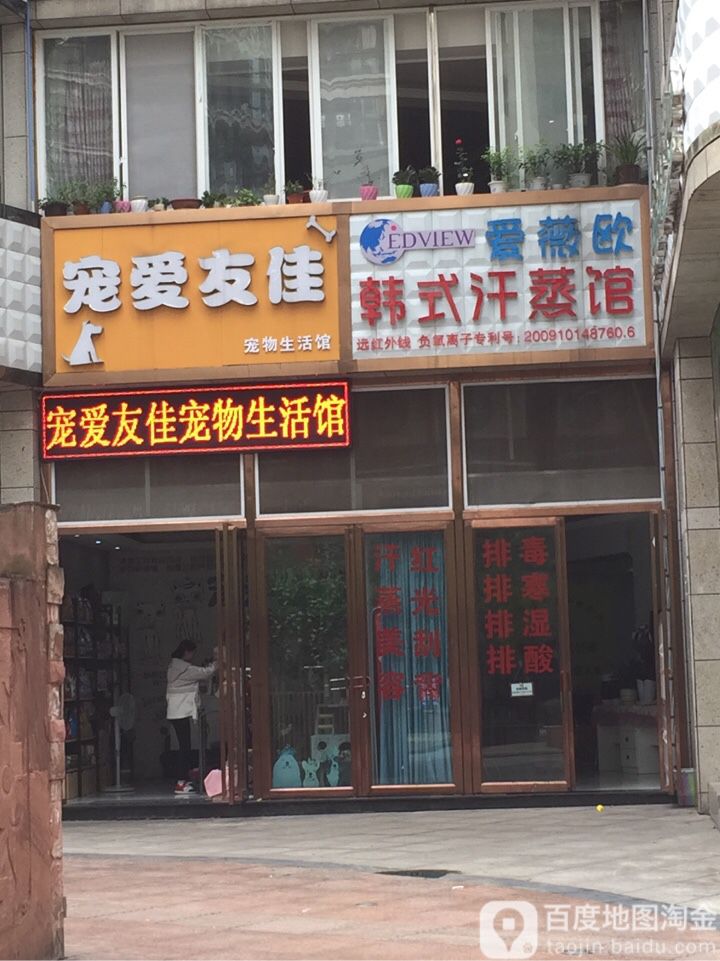 宠爱友佳
宠物生活馆
EDVIEW 爱薇欧
韩式汗蒸馆
远红外线 负氧离子专利号:200910148760.6
宠爱友佳宠物生活馆
红光刮痧
汗蒸美容
排毒
排寒
排湿
排酸
百度地图淘金
taojin.baidu.com